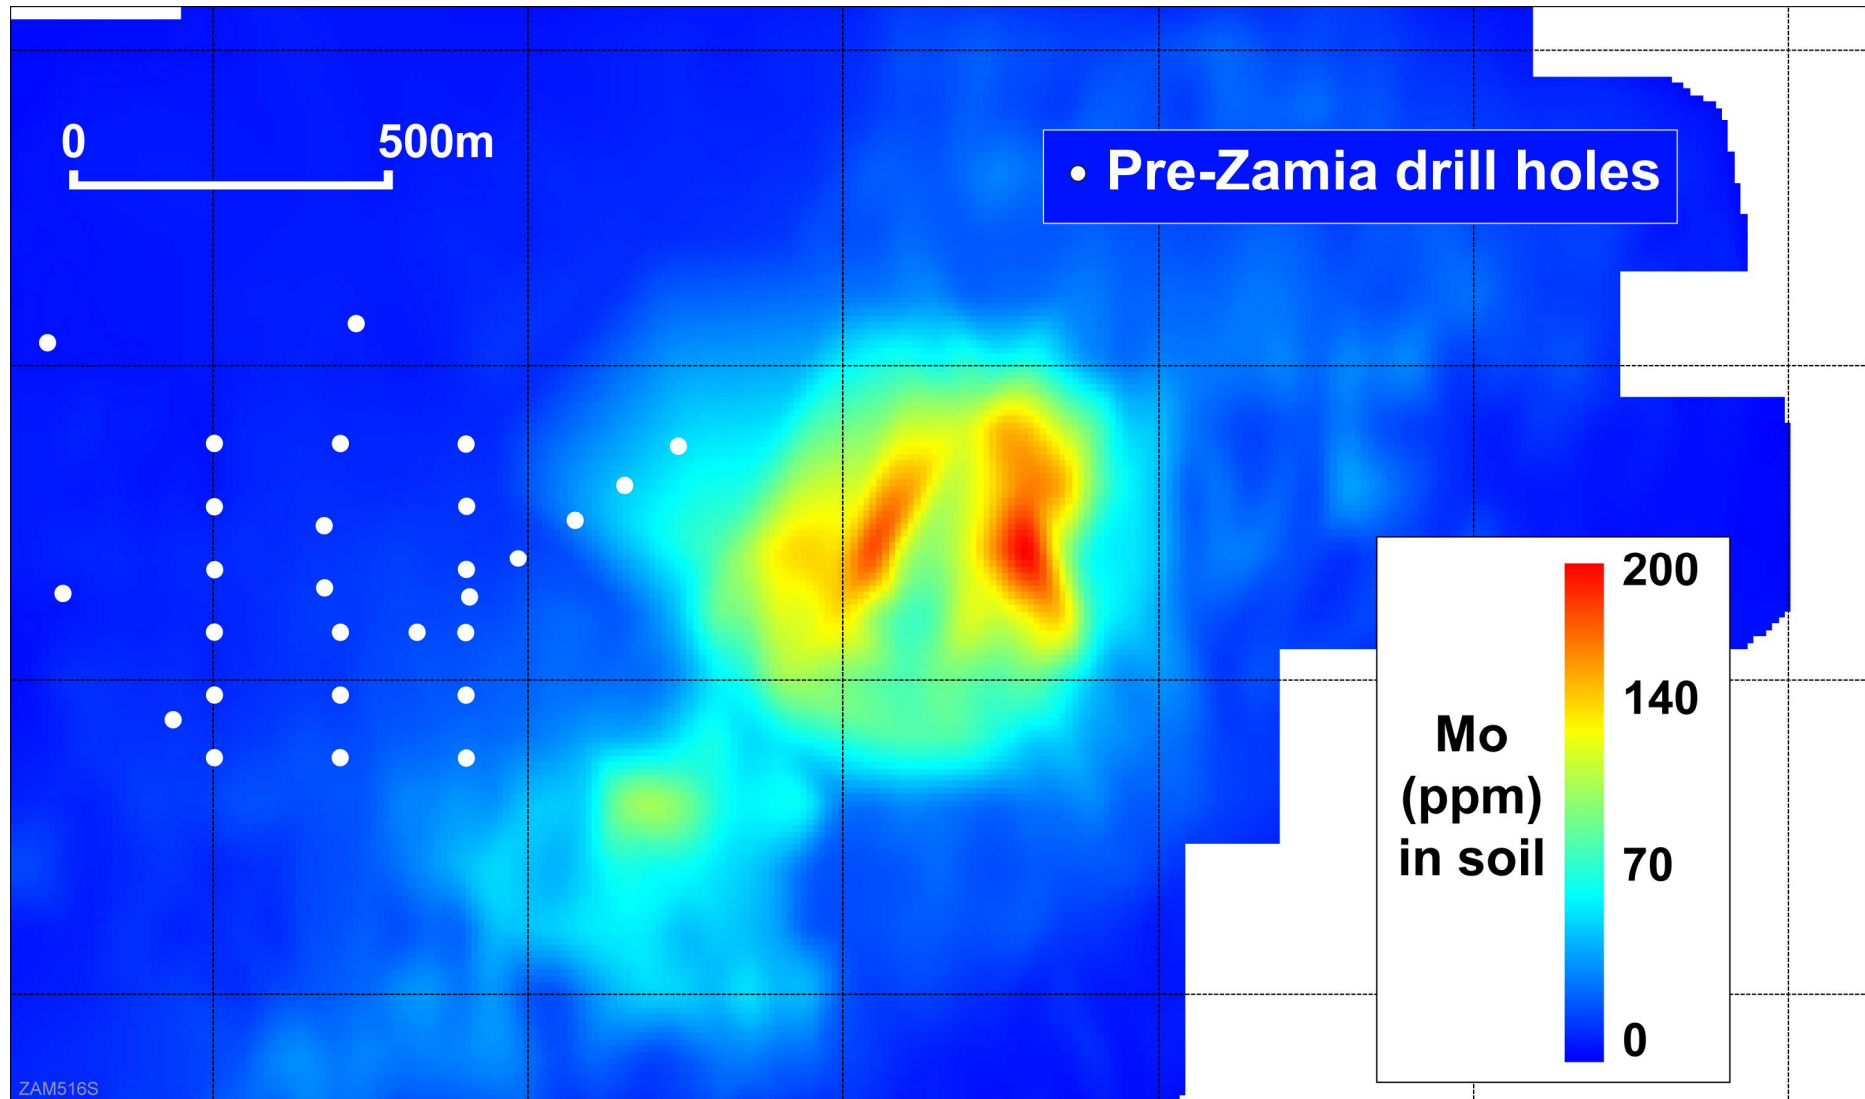 0 500m
Pre-Zamia drill holes
200
140
Mo
(ppm)
in soil
70
0
ZAM516S